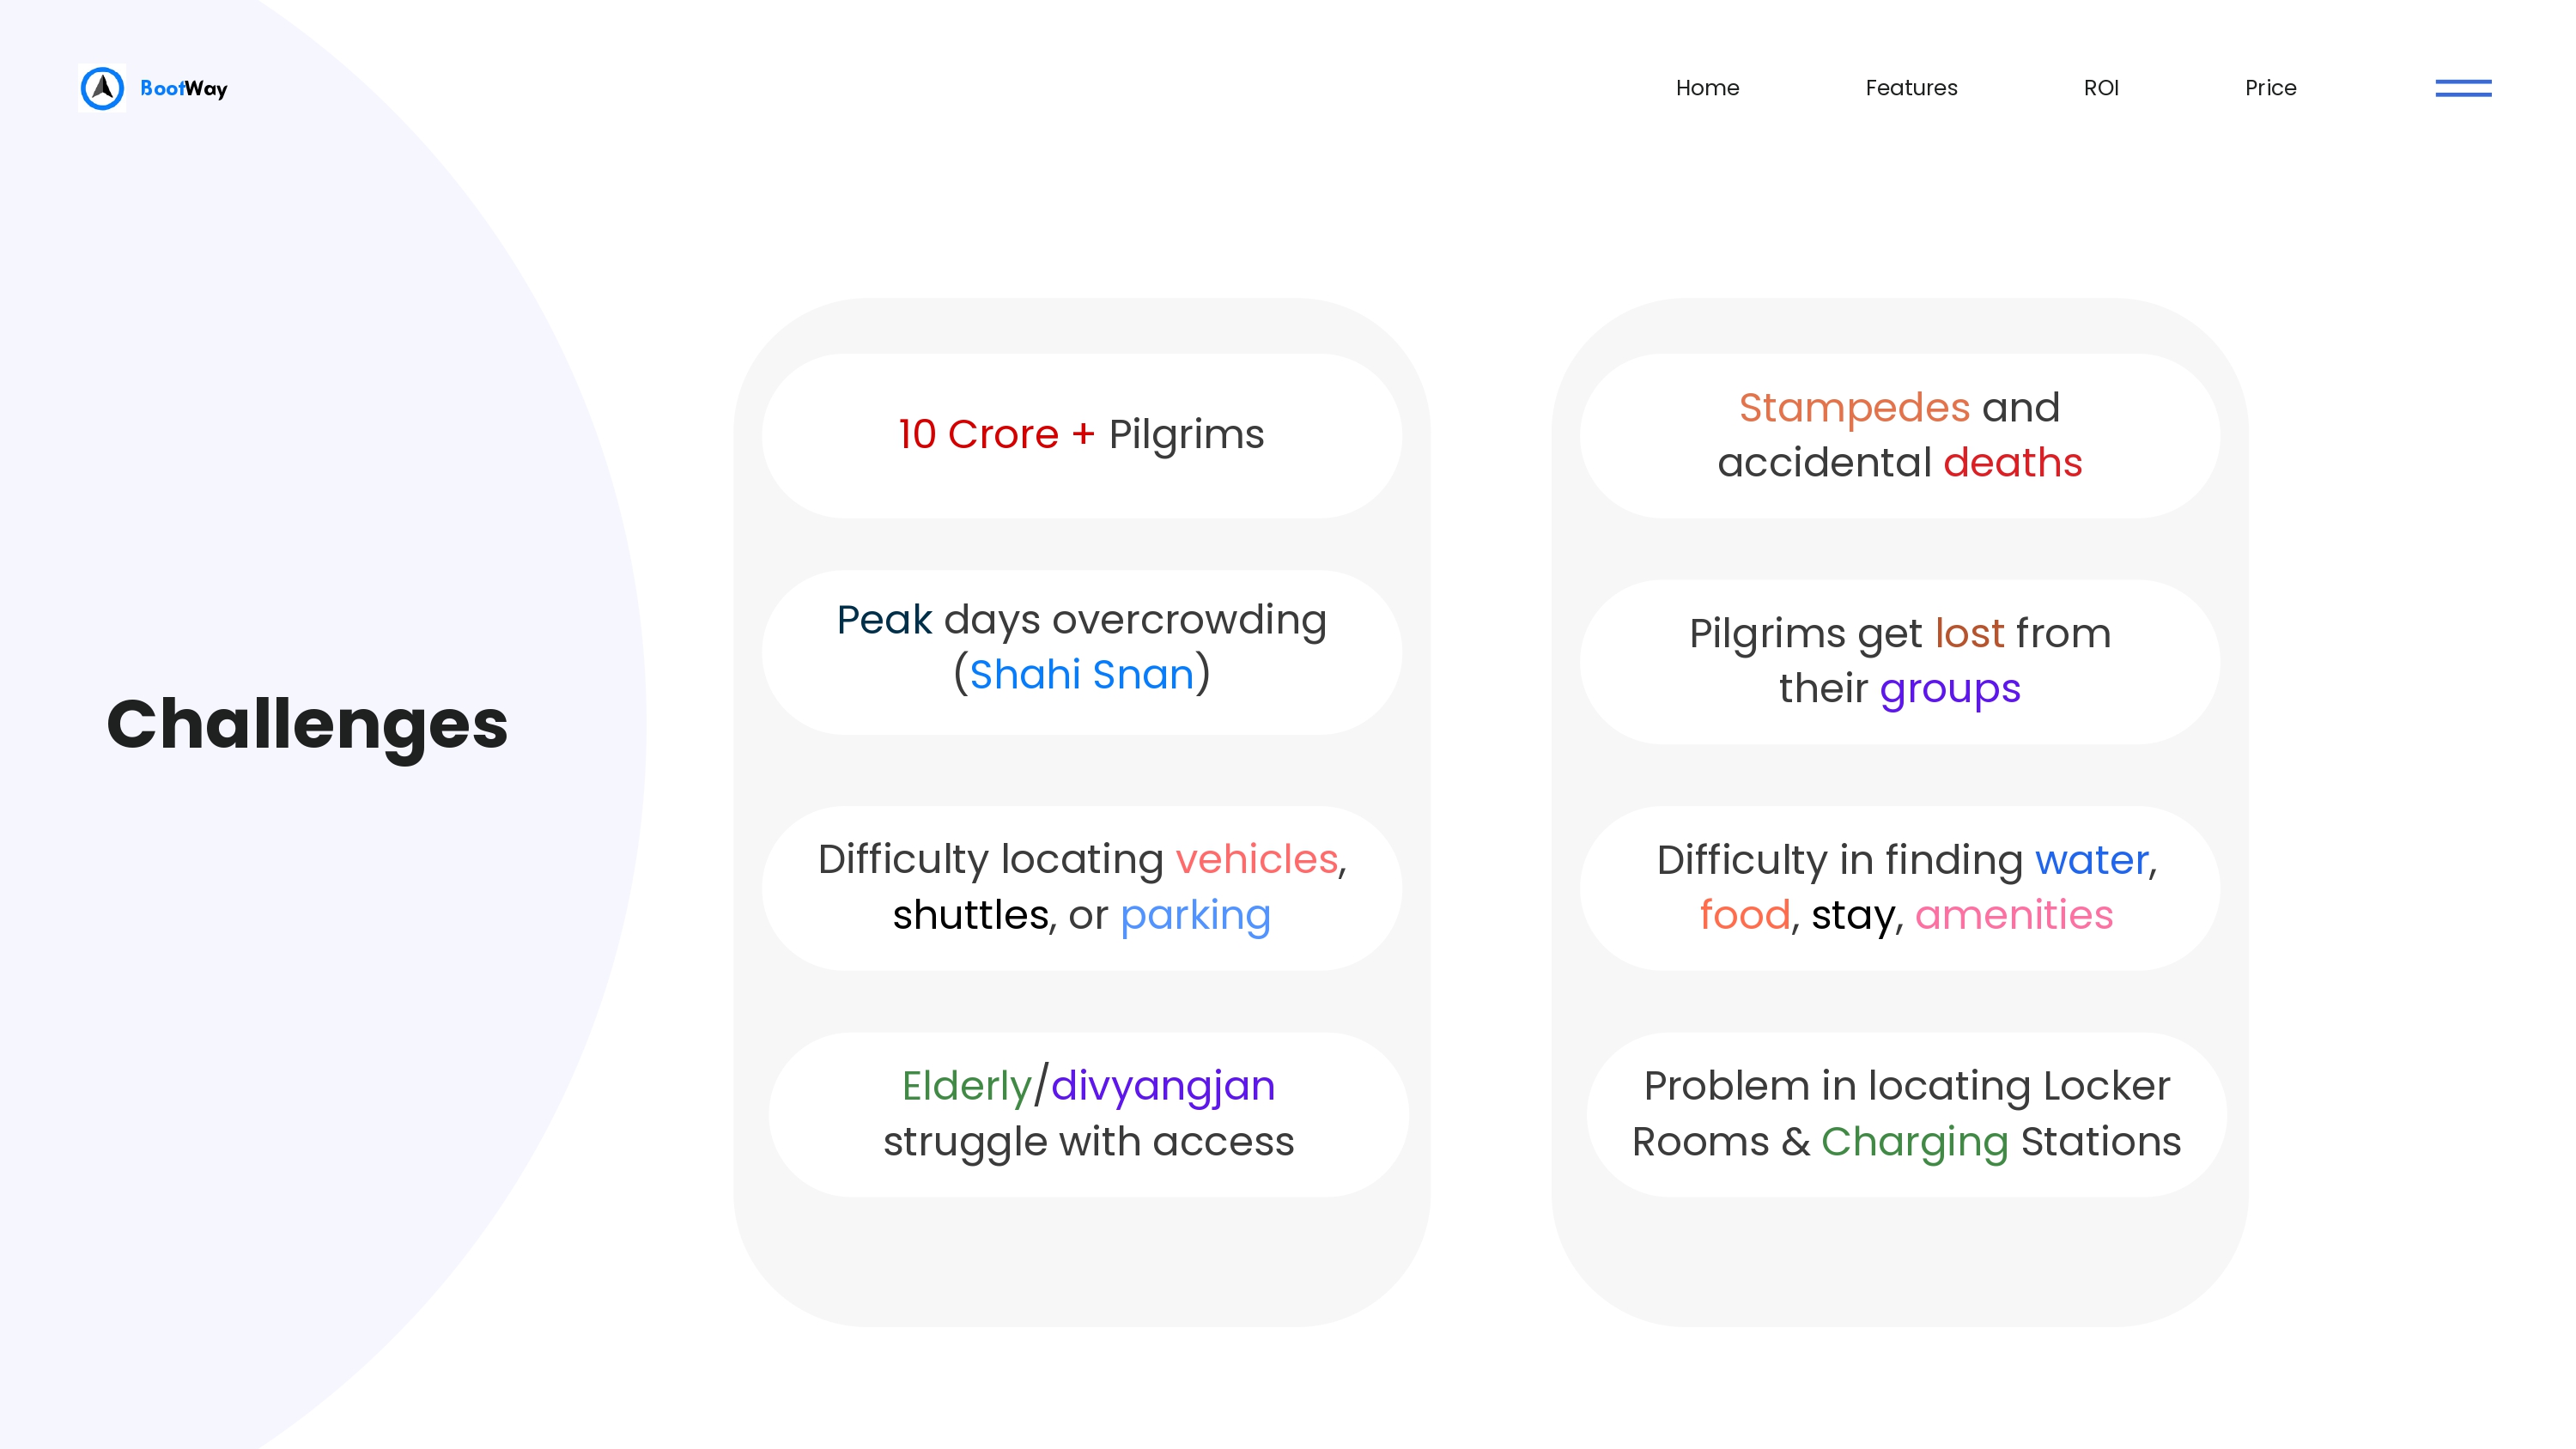 BootWay
Home
Features
ROI
Price
Challenges
10 Crore + Pilgrims
Peak days overcrowding
(Shahi Snan)
Difficulty locating vehicles,
shuttles, or parking
Elderly/divyangjan
struggle with access
Stampedes and
accidental deaths
Pilgrims get lost from
their groups
Difficulty in finding water,
food, stay, amenities
Problem in locating Locker
Rooms & Charging Stations